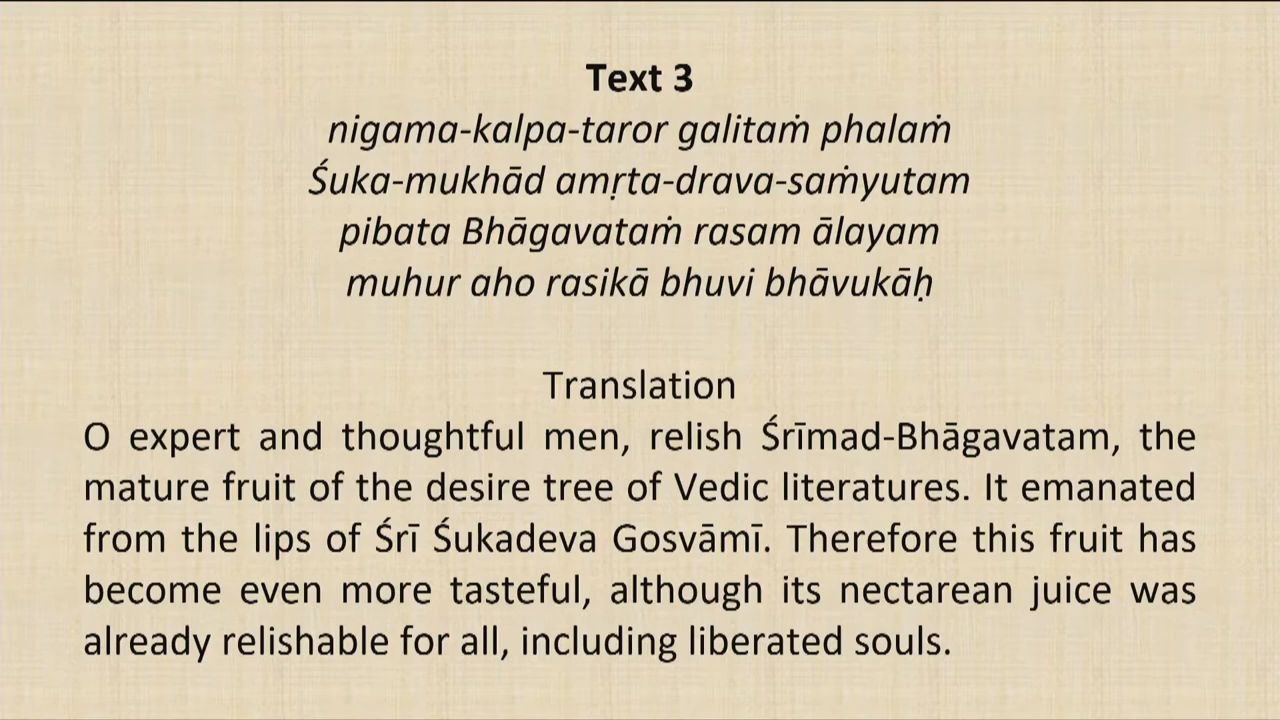 Text 3
nigama-kalpa-taror galitaṁ phalaṁ
Śuka-mukhād amṛta-drava-saṁyutam
pibata Bhāgavataṁ rasam ālayam
muhur aho rasikā bhuvi bhāvukāḥ
Translation
O expert and thoughtful men, relish Śrīmad-Bhāgavatam, the
mature fruit of the desire tree of Vedic literatures. It emanated
from the lips of Śrī Śukadeva Gosvāmī. Therefore this fruit has
become even more tasteful, although its nectarean juice was
already relishable for all, including liberated souls.